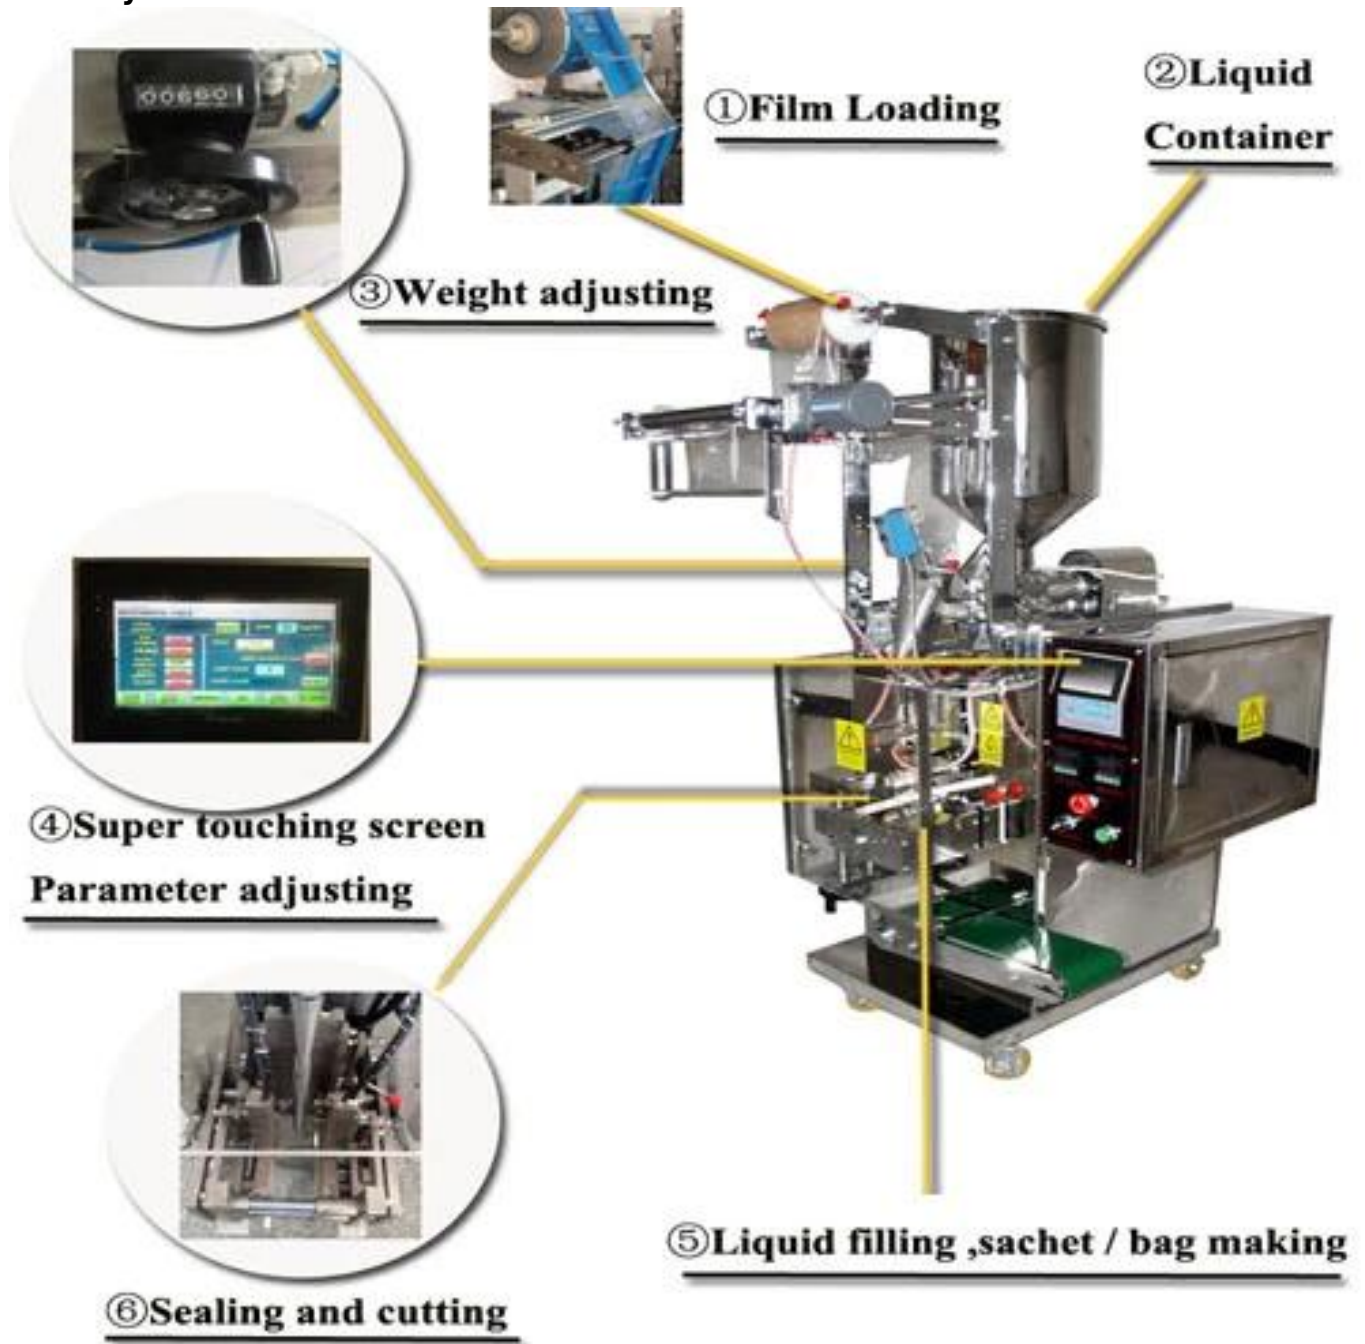 ①Film Loading
②Liquid
Container
00660
③Weight adjusting
④Super touching screen
Parameter adjusting
⑤Liquid filling ,sachet / bag making
⑥Sealing and cutting